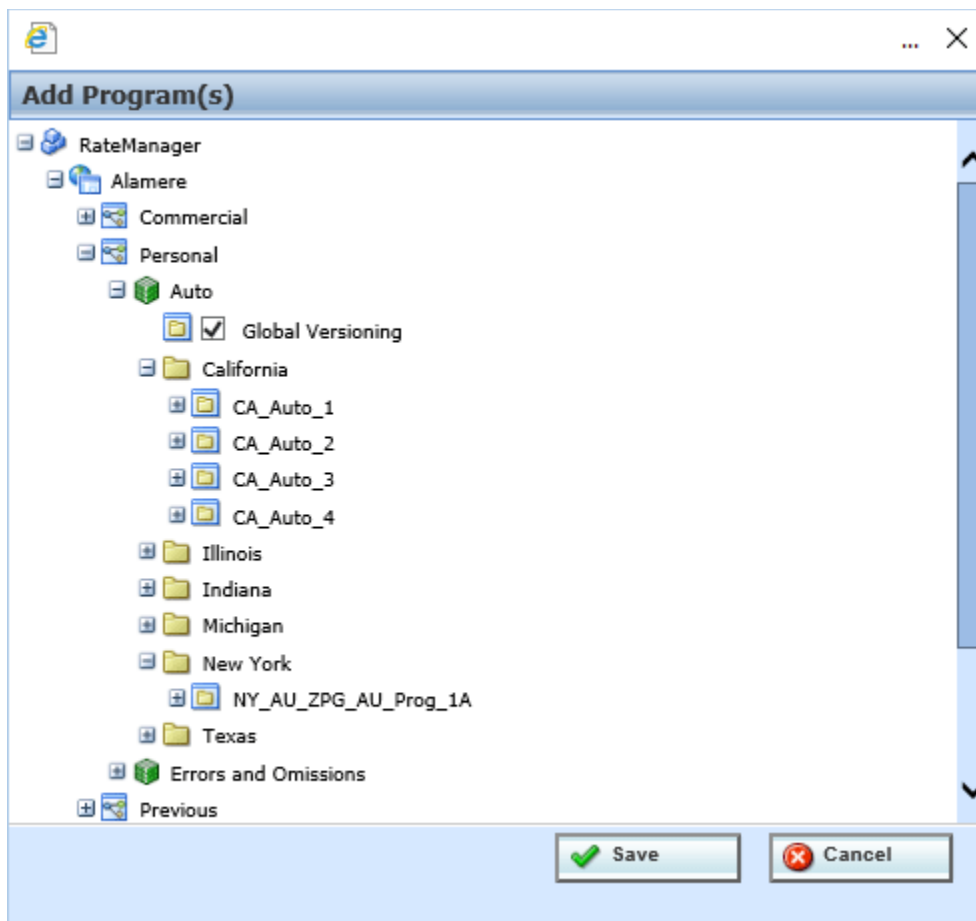 ...
Add Program(s)
RateManager
Alamere
Commercial
Personal
Auto
Global Versioning
California
CA_Auto_1
CA_Auto_2
CA_Auto_3
CA_Auto_4
Illinois
Indiana
Michigan
New York
NY_AU_ZPG_AU_Prog_1A
Texas
Errors and Omissions
Previous
Save Cancel